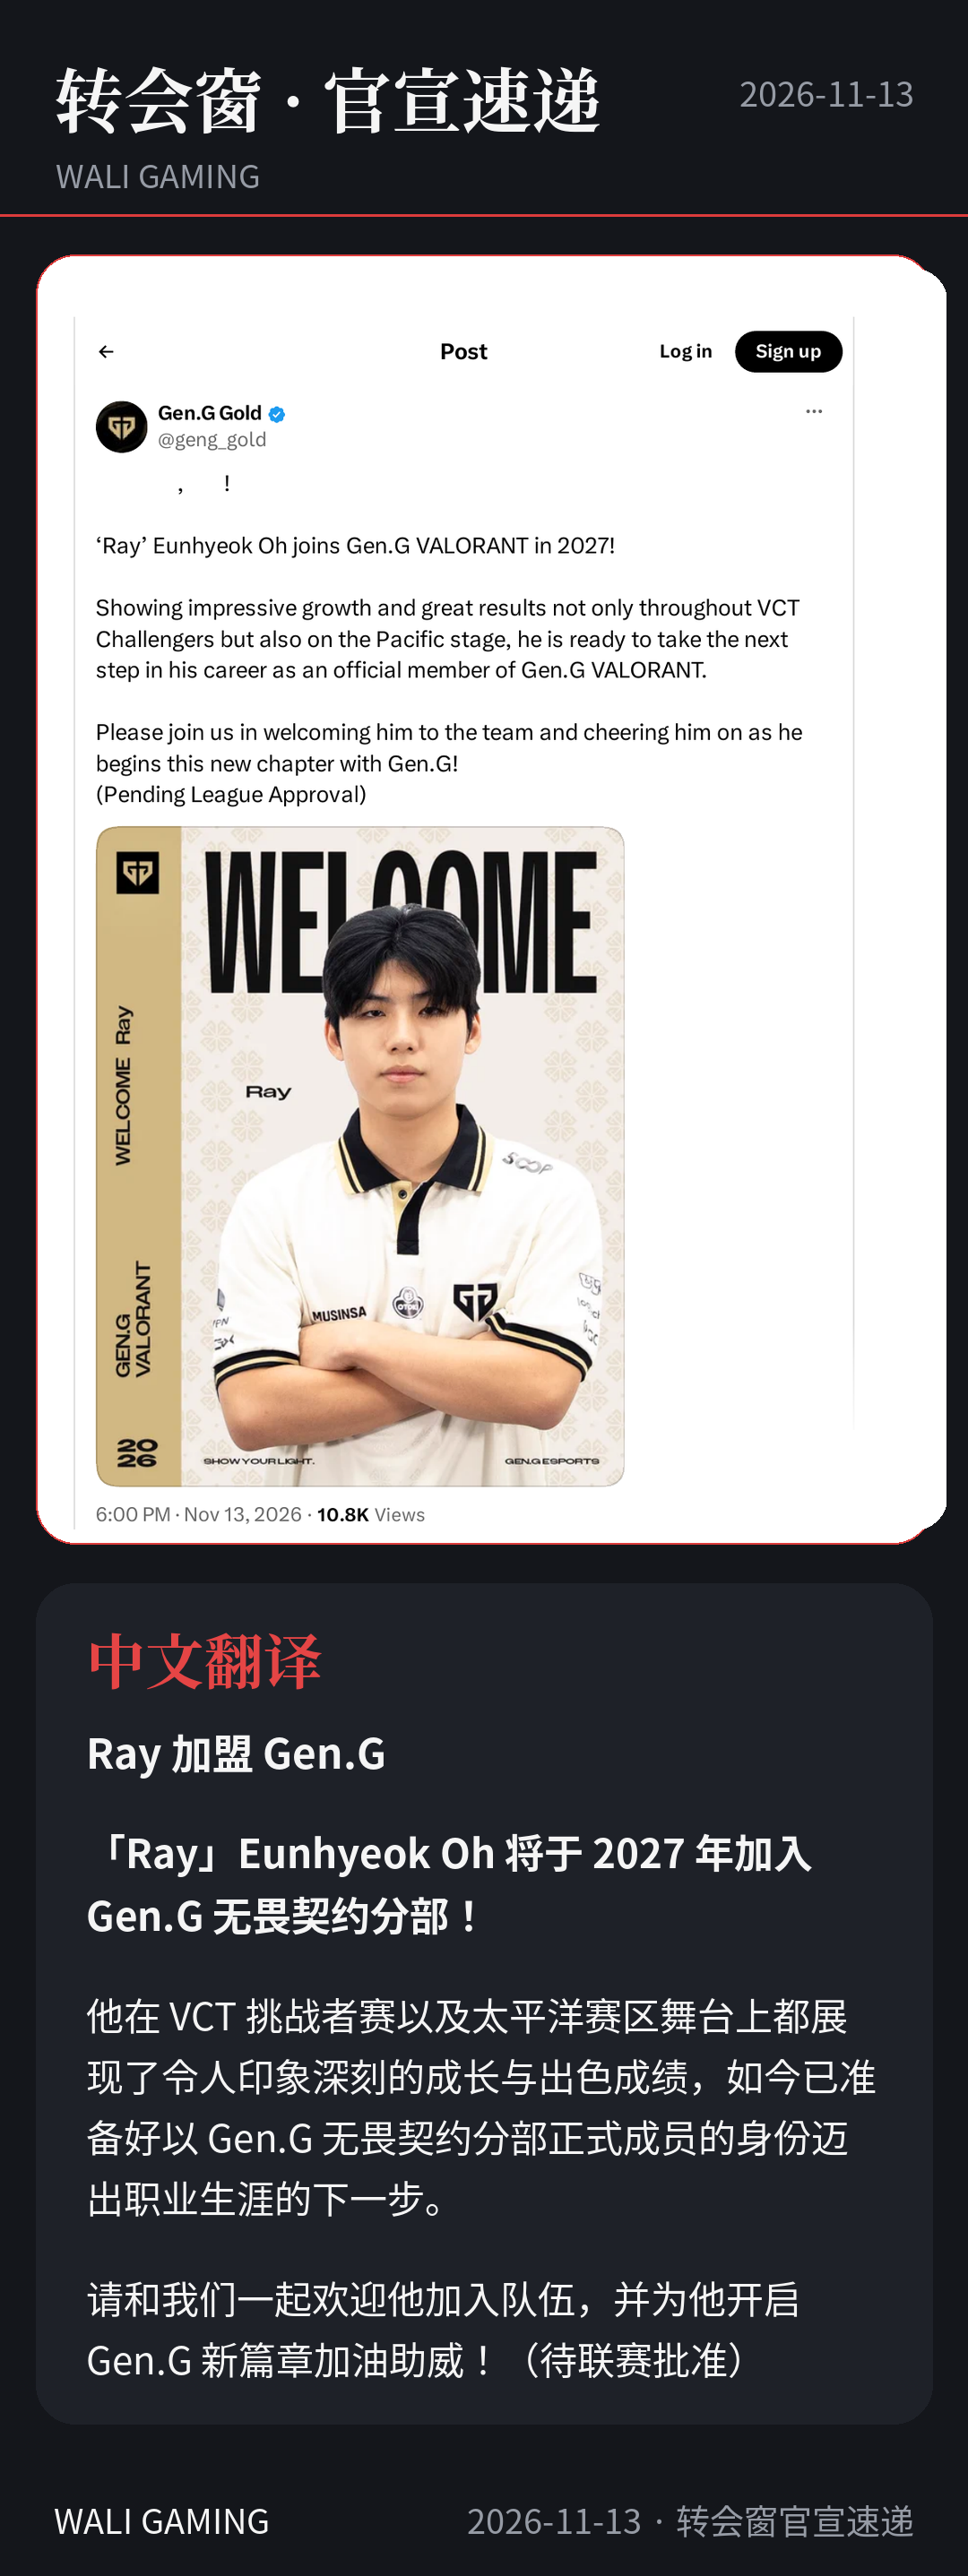 转会窗 · 官宣速递
2026-11-13
WALI GAMING
Post
Log in
Sign up
Gen.G Gold
@geng_gold
, !
‘Ray’ Eunhyeok Oh joins Gen.G VALORANT in 2027!
Showing impressive growth and great results not only throughout VCT
Challengers but also on the Pacific stage, he is ready to take the next
step in his career as an official member of Gen.G VALORANT.
Please join us in welcoming him to the team and cheering him on as he
begins this new chapter with Gen.G!
(Pending League Approval)
WELCOME
WELCOME Ray
Ray
SOOP
MUSINSA
OTOKI
GEN.G
VALORANT
20
26
SHOW YOUR LIGHT.
GEN.G ESPORTS
6:00 PM · Nov 13, 2026 · 10.8K Views
中文翻译
Ray 加盟 Gen.G
「Ray」Eunhyeok Oh 将于 2027 年加入
Gen.G 无畏契约分部！
他在 VCT 挑战者赛以及太平洋赛区舞台上都展
现了令人印象深刻的成长与出色成绩，如今已准
备好以 Gen.G 无畏契约分部正式成员的身份迈
出职业生涯的下一步。
请和我们一起欢迎他加入队伍，并为他开启
Gen.G 新篇章加油助威！（待联赛批准）
WALI GAMING
2026-11-13 · 转会窗官宣速递